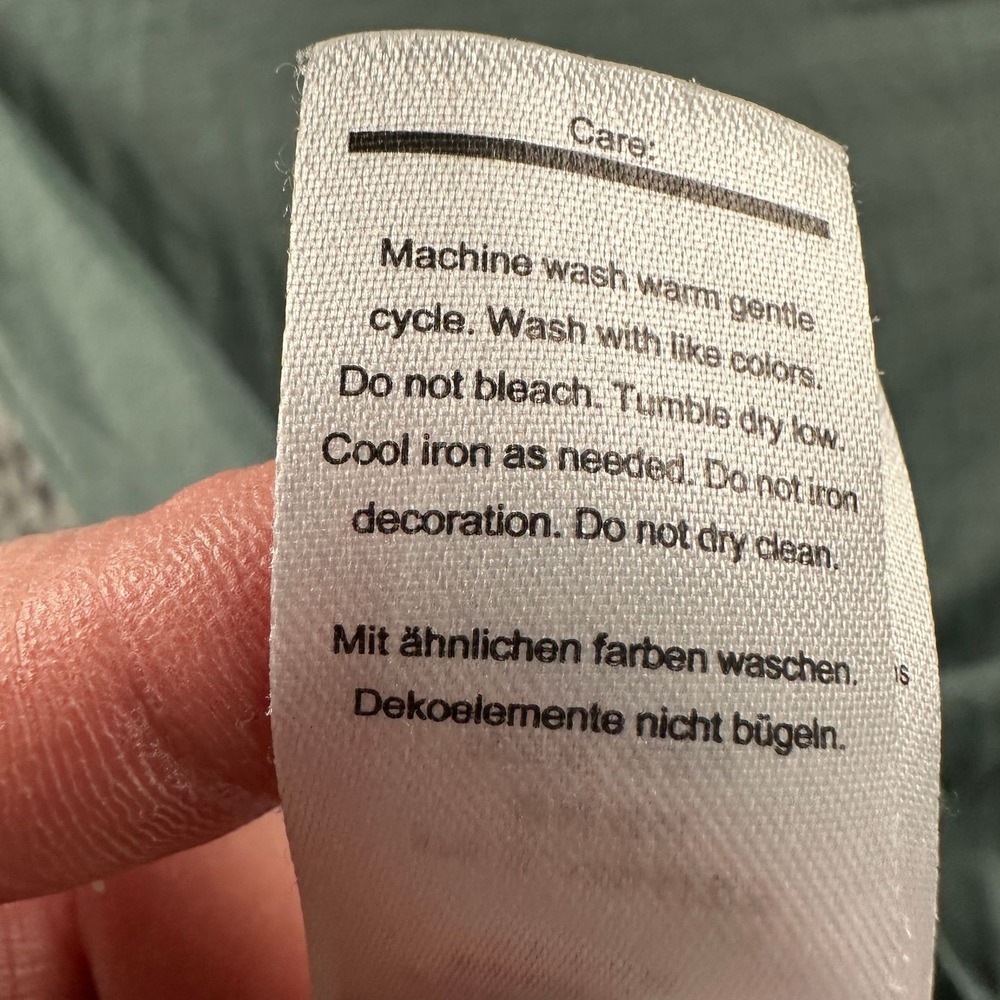 Care:
Machine wash warm gentle
cycle. Wash with like colors.
Do not bleach. Tumble dry low.
Cool iron as needed. Do not iron
decoration. Do not dry clean.
Mit ähnlichen farben waschen.
Dekoelemente nicht bügeln.